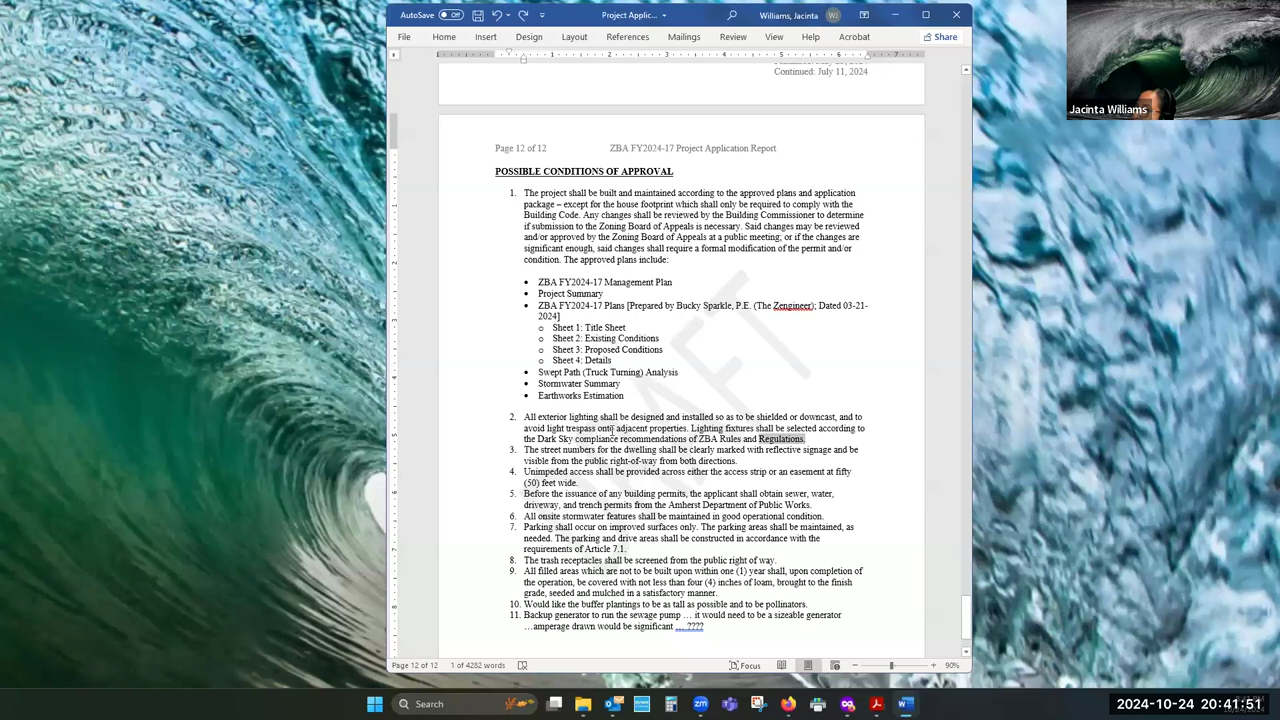 AutoSave Off Project Applic... Williams, Jacinta WJ
File Home Insert Design Layout References Mailings Review View Help Acrobat Share
Continued: July 11, 2024
Page 12 of 12 ZBA FY2024-17 Project Application Report
POSSIBLE CONDITIONS OF APPROVAL
1. The project shall be built and maintained according to the approved plans and application
package – except for the house footprint which shall only be required to comply with the
Building Code. Any changes shall be reviewed by the Building Commissioner to determine
if submission to the Zoning Board of Appeals is necessary. Said changes may be reviewed
and/or approved by the Zoning Board of Appeals at a public meeting; or if the changes are
significant enough, said changes shall require a formal modification of the permit and/or
condition. The approved plans include:
• ZBA FY2024-17 Management Plan
• Project Summary
• ZBA FY2024-17 Plans [Prepared by Bucky Sparkle, P.E. (The Zengineer); Dated 03-21-
2024]
o Sheet 1: Title Sheet
o Sheet 2: Existing Conditions
o Sheet 3: Proposed Conditions
o Sheet 4: Details
• Swept Path (Truck Turning) Analysis
• Stormwater Summary
• Earthworks Estimation
2. All exterior lighting shall be designed and installed so as to be shielded or downcast, and to
avoid light trespass onto adjacent properties. Lighting fixtures shall be selected according to
the Dark Sky compliance recommendations of ZBA Rules and Regulations.
3. The street numbers for the dwelling shall be clearly marked with reflective signage and be
visible from the public right-of-way from both directions.
4. Unimpeded access shall be provided across either the access strip or an easement at fifty
(50) feet wide.
5. Before the issuance of any building permits, the applicant shall obtain sewer, water,
driveway, and trench permits from the Amherst Department of Public Works.
6. All onsite stormwater features shall be maintained in good operational condition.
7. Parking shall occur on improved surfaces only. The parking areas shall be maintained, as
needed. The parking and drive areas shall be constructed in accordance with the
requirements of Article 7.1.
8. The trash receptacles shall be screened from the public right of way.
9. All filled areas which are not to be built upon within one (1) year shall, upon completion of
the operation, be covered with not less than four (4) inches of loam, brought to the finish
grade, seeded and mulched in a satisfactory manner.
10. Would like the buffer plantings to be as tall as possible and to be pollinators.
11. Backup generator to run the sewage pump … it would need to be a sizeable generator
…amperage drawn would be significant … ????
DRAFT
Page 12 of 12 1 of 4282 words Focus 90%
Jacinta Williams
Search
2024-10-24 20:41:51